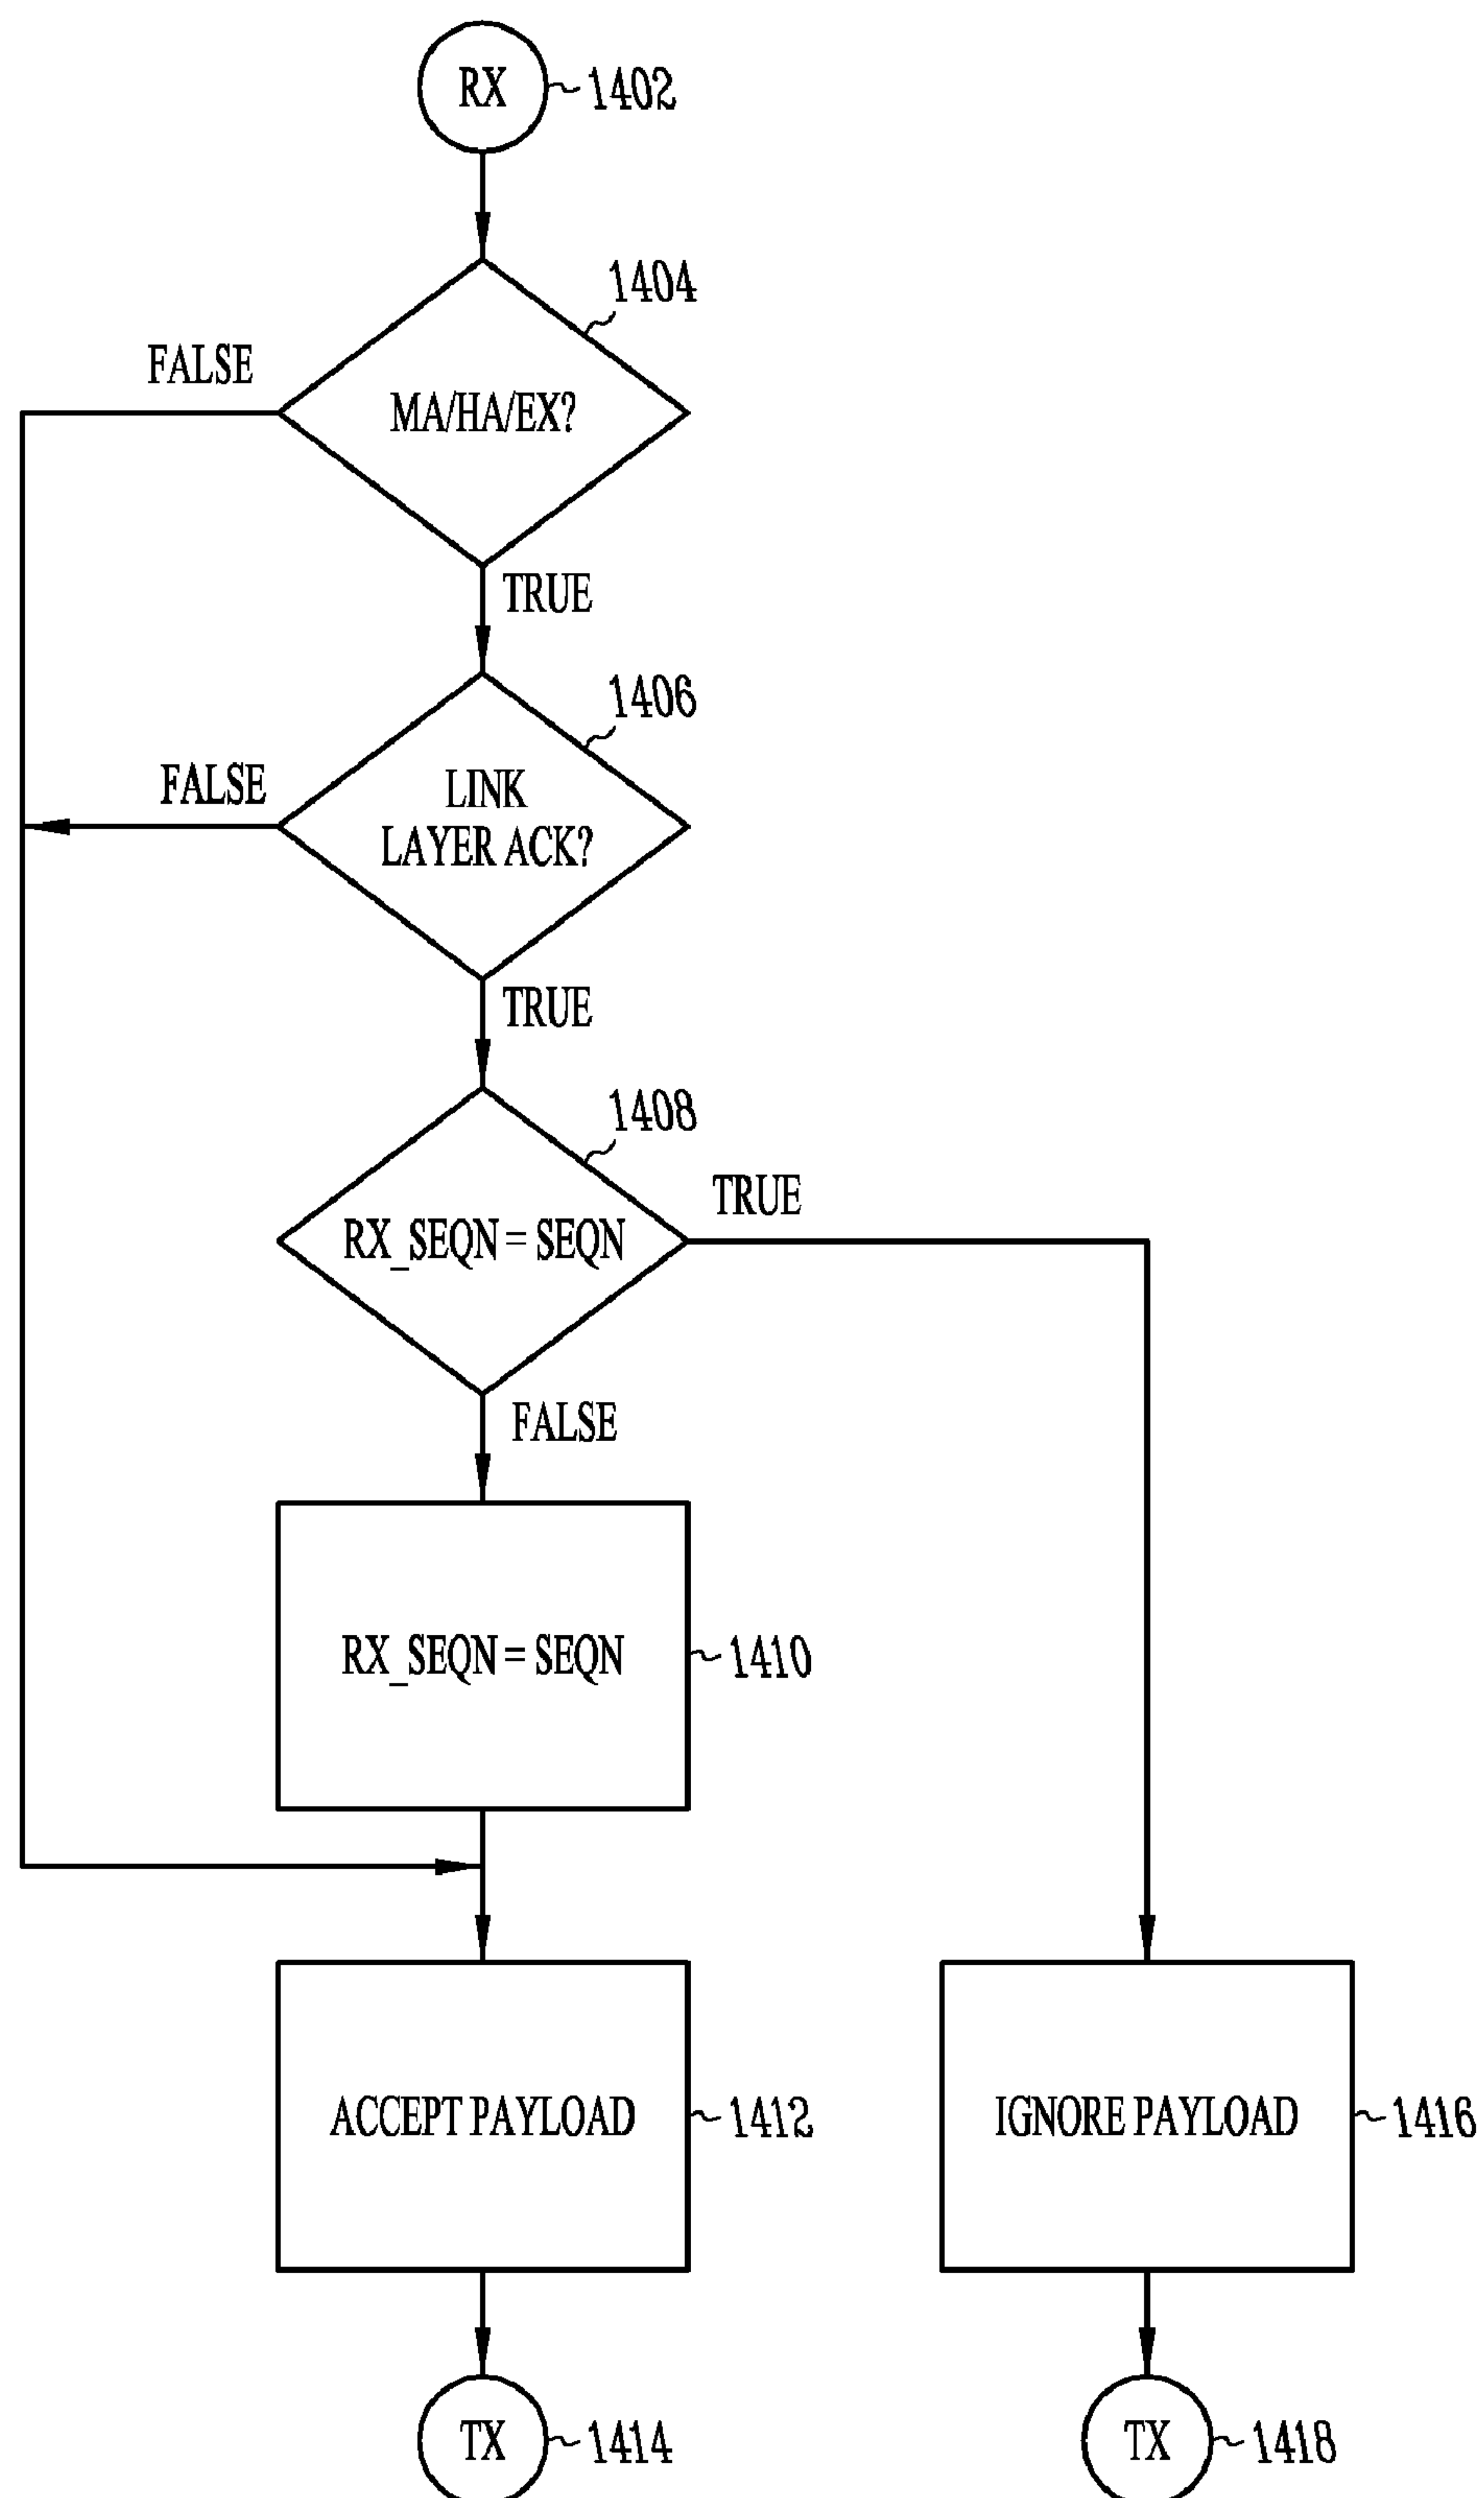 RX
1402
1404
FALSE
MA/HA/EX?
TRUE
1406
FALSE
LINK
LAYER ACK?
TRUE
1408
TRUE
RX_SEQN = SEQN
FALSE
RX_SEQN = SEQN
1410
ACCEPT PAYLOAD
1412
IGNORE PAYLOAD
1416
TX
1414
TX
1418